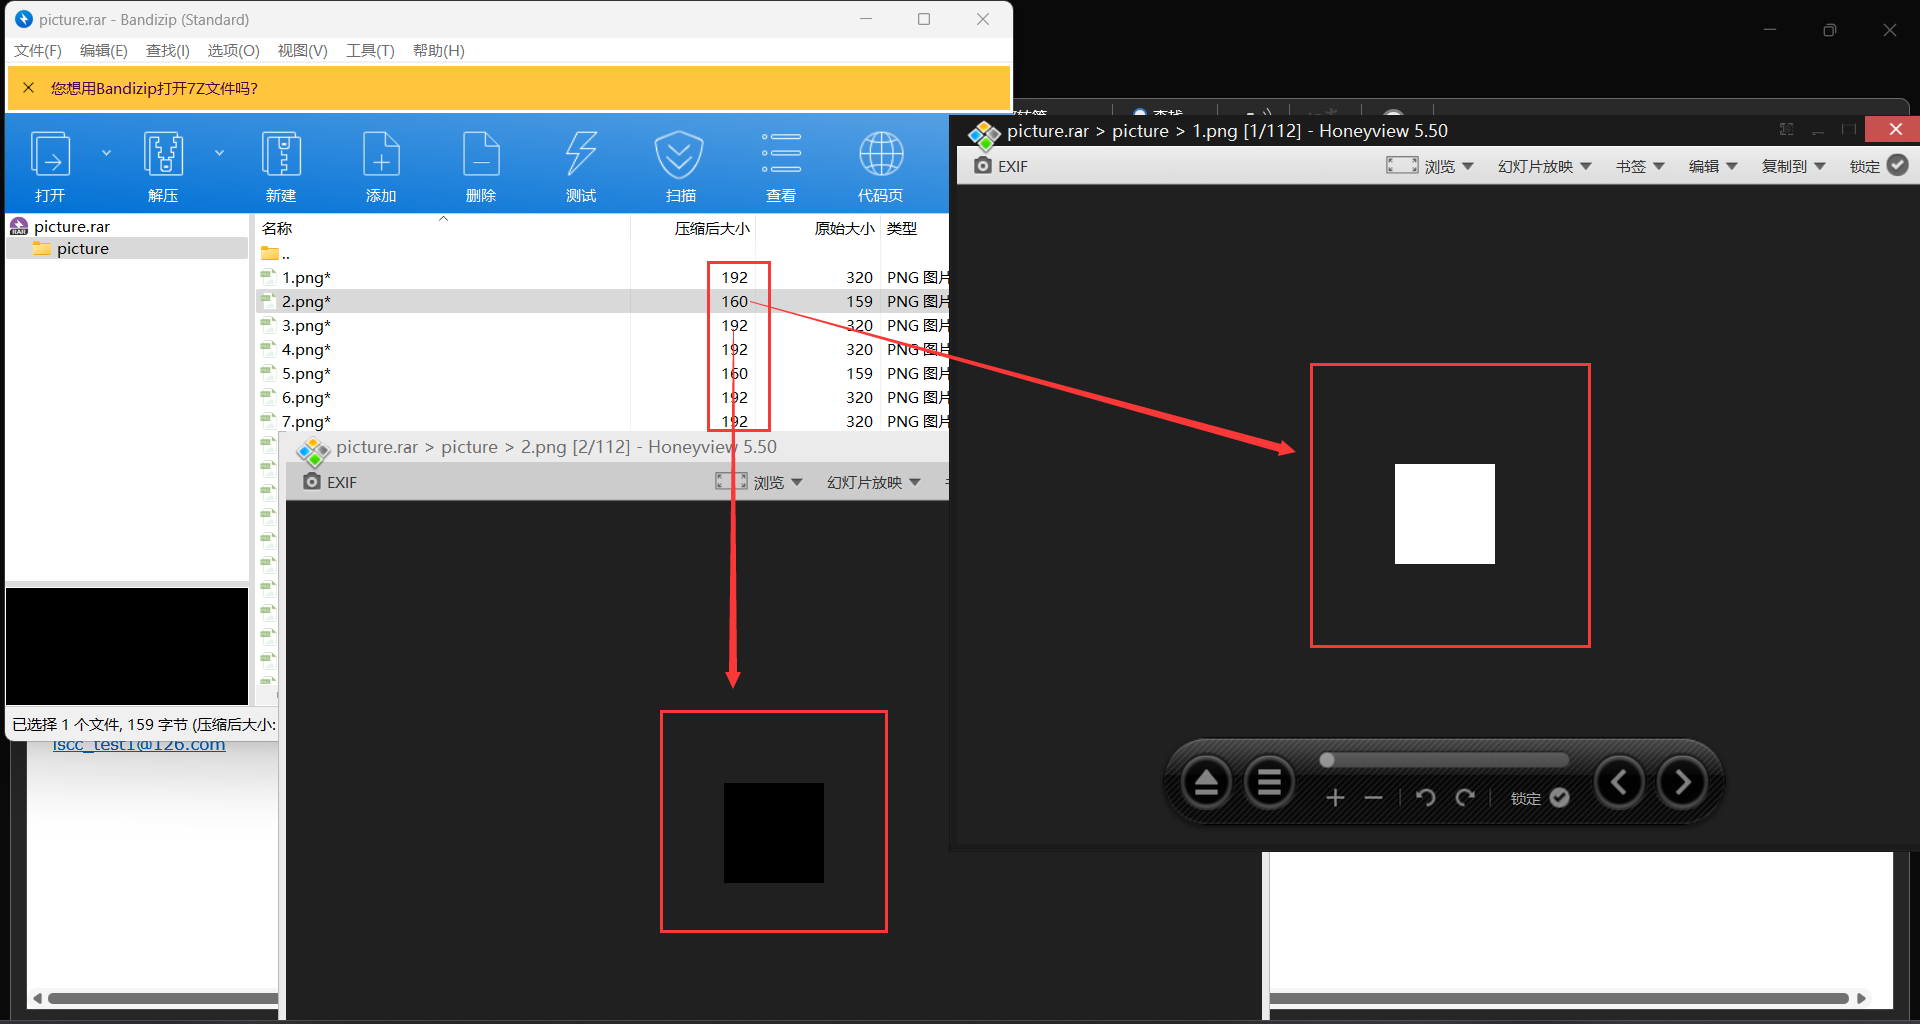 picture.rar - Bandizip (Standard)
文件(F) 编辑(E) 查找(I) 选项(O) 视图(V) 工具(T) 帮助(H)
您想用Bandizip打开7Z文件吗?
打开 解压 新建 添加 删除 测试 扫描 查看 代码页
picture.rar
picture
名称 压缩后大小 原始大小 类型
..
1.png* 192 320 PNG 图片
2.png* 160 159 PNG 图片
3.png* 192 320 PNG 图片
4.png* 192 320 PNG 图片
5.png* 160 159 PNG 图片
6.png* 192 320 PNG 图片
7.png* 192 320 PNG 图片
已选择 1 个文件, 159 字节 (压缩后大小:
iscc_test1@126.com
picture.rar > picture > 2.png [2/112] - Honeyview 5.50
EXIF 浏览 幻灯片放映
picture.rar > picture > 1.png [1/112] - Honeyview 5.50
EXIF 浏览 幻灯片放映 书签 编辑 复制到 锁定
锁定